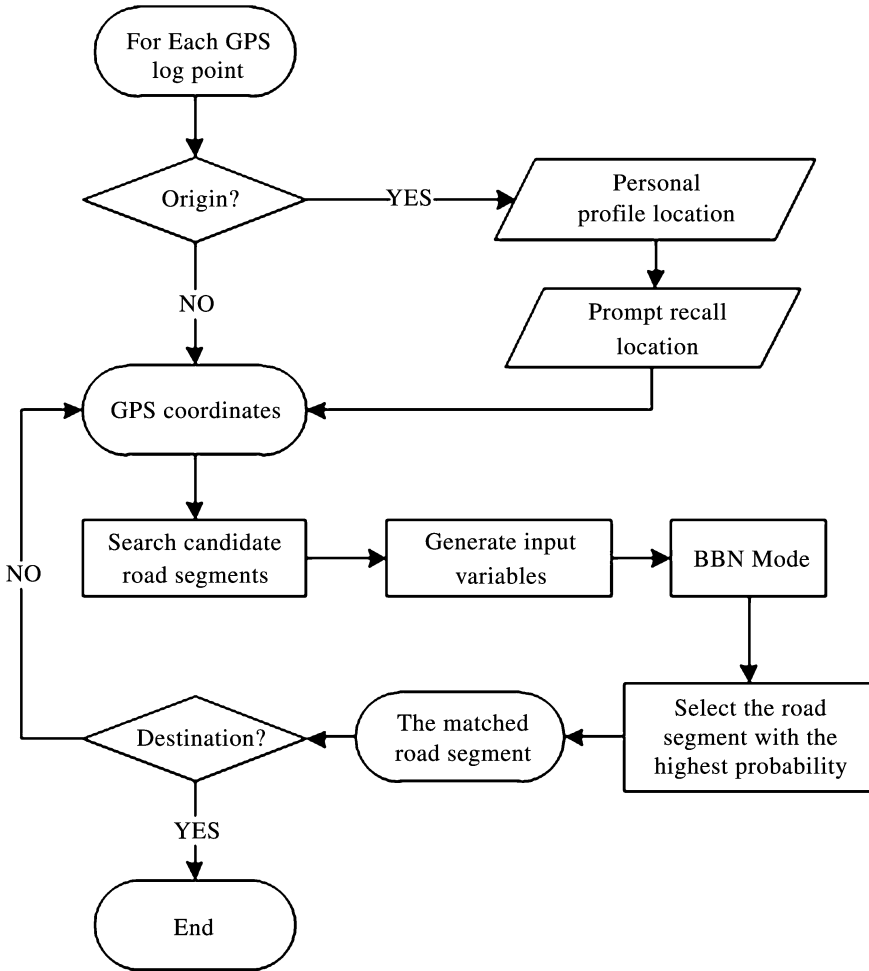 For Each GPS
log point
Origin?
YES
Personal
profile location
NO
Prompt recall
location
GPS coordinates
Search candidate
road segments
Generate input
variables
BBN Mode
NO
Destination?
The matched
road segment
Select the road
segment with the
highest probability
YES
End